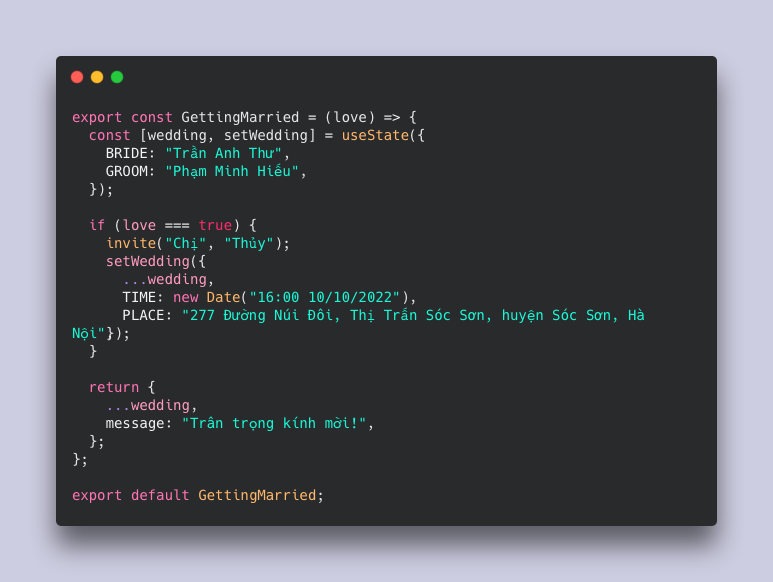 export const GettingMarried = (love) => {
  const [wedding, setWedding] = useState({
    BRIDE: "Trần Anh Thư",
    GROOM: "Phạm Minh Hiếu",
  });

  if (love === true) {
    invite("Chị", "Thủy");
    setWedding({
      ...wedding,
      TIME: new Date("16:00 10/10/2022"),
      PLACE: "277 Đường Núi Đôi, Thị Trấn Sóc Sơn, huyện Sóc Sơn, Hà
Nội"});
  }

  return {
    ...wedding,
    message: "Trân trọng kính mời!",
  };
};

export default GettingMarried;